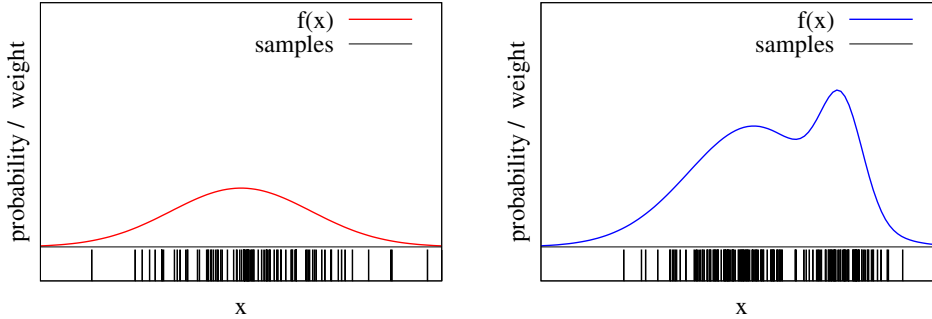 f(x)
samples
probability / weight
x
f(x)
samples
probability / weight
x